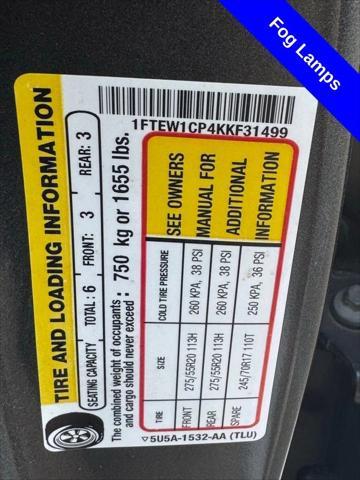 Fog Lamps
1FTEW1CP4KKF31499
TIRE AND LOADING INFORMATION
SEATING CAPACITY TOTAL: 6 FRONT: 3 REAR: 3
The combined weight of occupants
and cargo should never exceed : 750 kg or 1655 lbs.
TIRE SIZE COLD TIRE PRESSURE
FRONT 275/55R20 113H 260 KPA, 38 PSI
REAR 275/55R20 113H 260 KPA, 38 PSI
SPARE 245/70R17 110T 250 KPA, 36 PSI
SEE OWNERS
MANUAL FOR
ADDITIONAL
INFORMATION
▽5U5A-1532-AA (TLU)